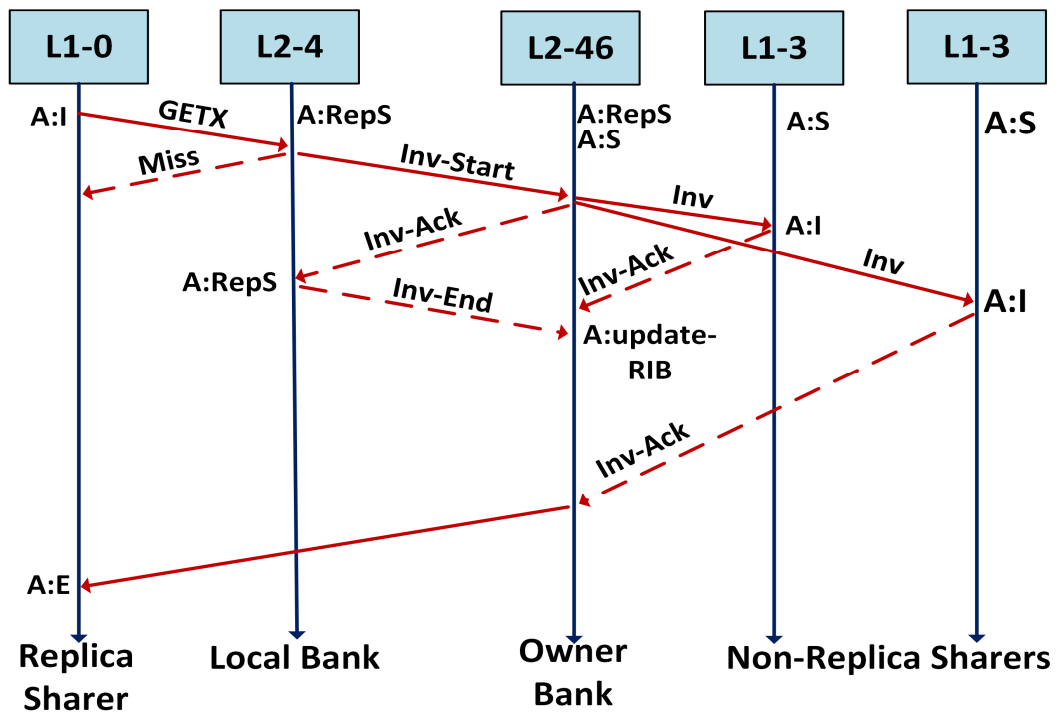 L1-0
L2-4
L2-46
L1-3
L1-3
A:I
GETX
A:RepS
A:RepS
A:S
A:S
A:S
Miss
Inv-Start
Inv
Inv-Ack
A:I
Inv
A:RepS
Inv-End
Inv-Ack
A:I
A:update-
RIB
Inv-Ack
A:E
Replica
Sharer
Local Bank
Owner
Bank
Non-Replica Sharers